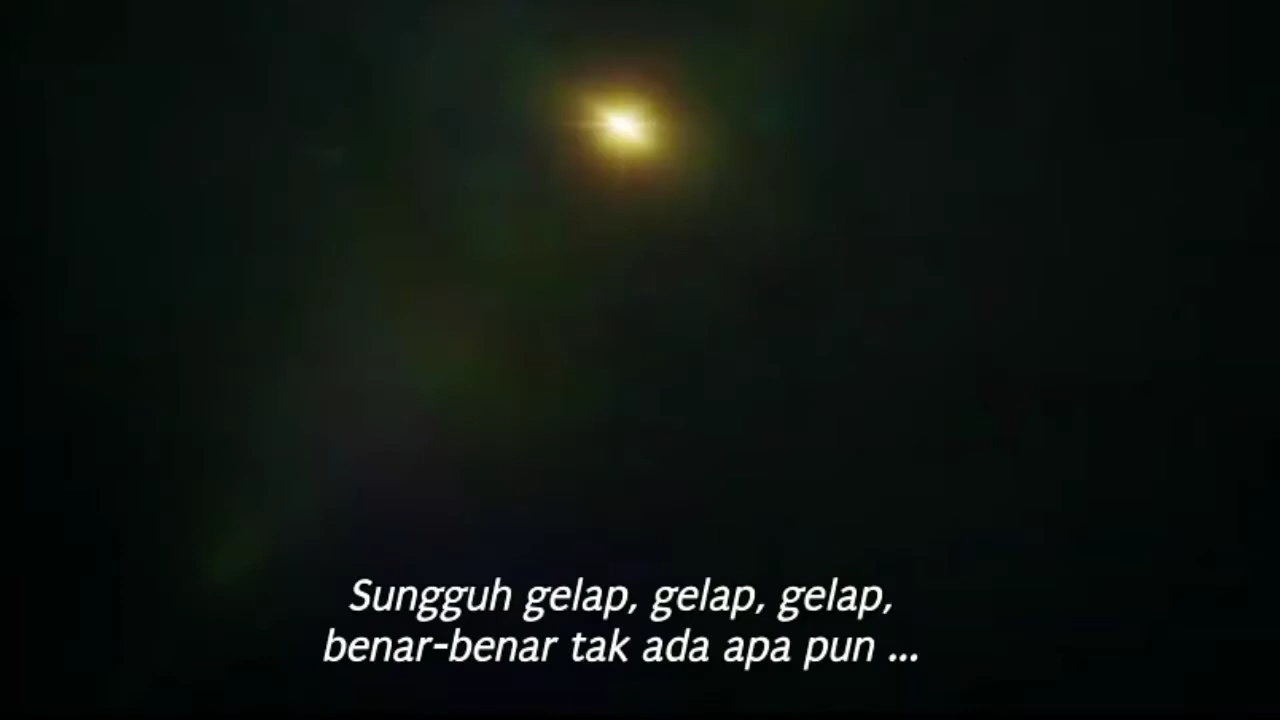 Sungguh gelap, gelap, gelap,
benar-benar tak ada apa pun ...